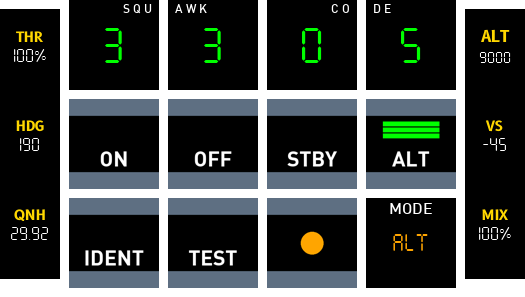 SQU AWK CO DE
THR
100%
3 3 0 5
ALT
9000
HDG
190
ON OFF STBY ALT
VS
-45
QNH
29.92
IDENT TEST
MODE
ALT
MIX
100%